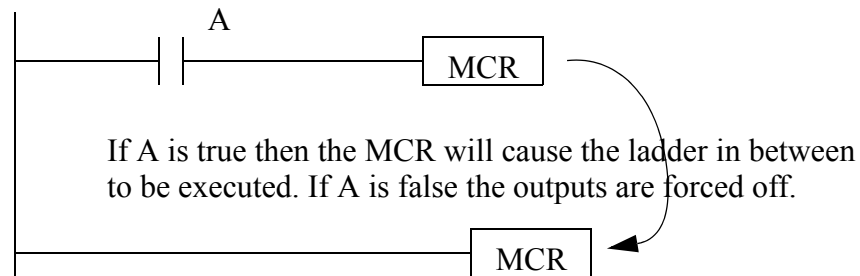 A
MCR
If A is true then the MCR will cause the ladder in between
to be executed. If A is false the outputs are forced off.
MCR